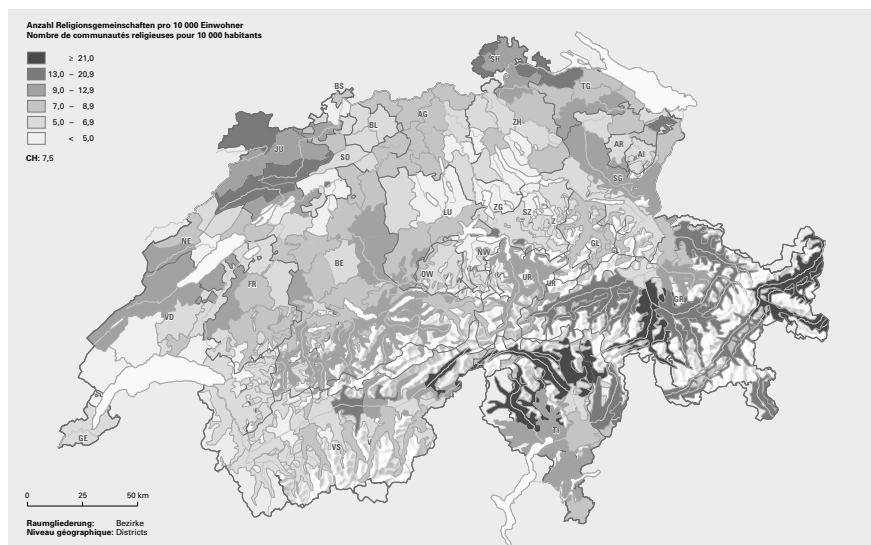 Anzahl Religionsgemeinschaften pro 10 000 Einwohner
Nombre de communautés religieuses pour 10 000 habitants
≥ 21,0
13,0 – 20,9
9,0 – 12,9
7,0 – 8,9
5,0 – 6,9
< 5,0
CH: 7,5
SH
BS
TG
BL
AG
ZH
JU
SO
AR
AI
SG
LU
ZG
SZ
Z
NE
BE
OW
NW
UR
UR
GL
G
FR
VD
GR
GE
VS
V
TI
0 25 50 km
Raumgliederung: Bezirke
Niveau géographique: Districts